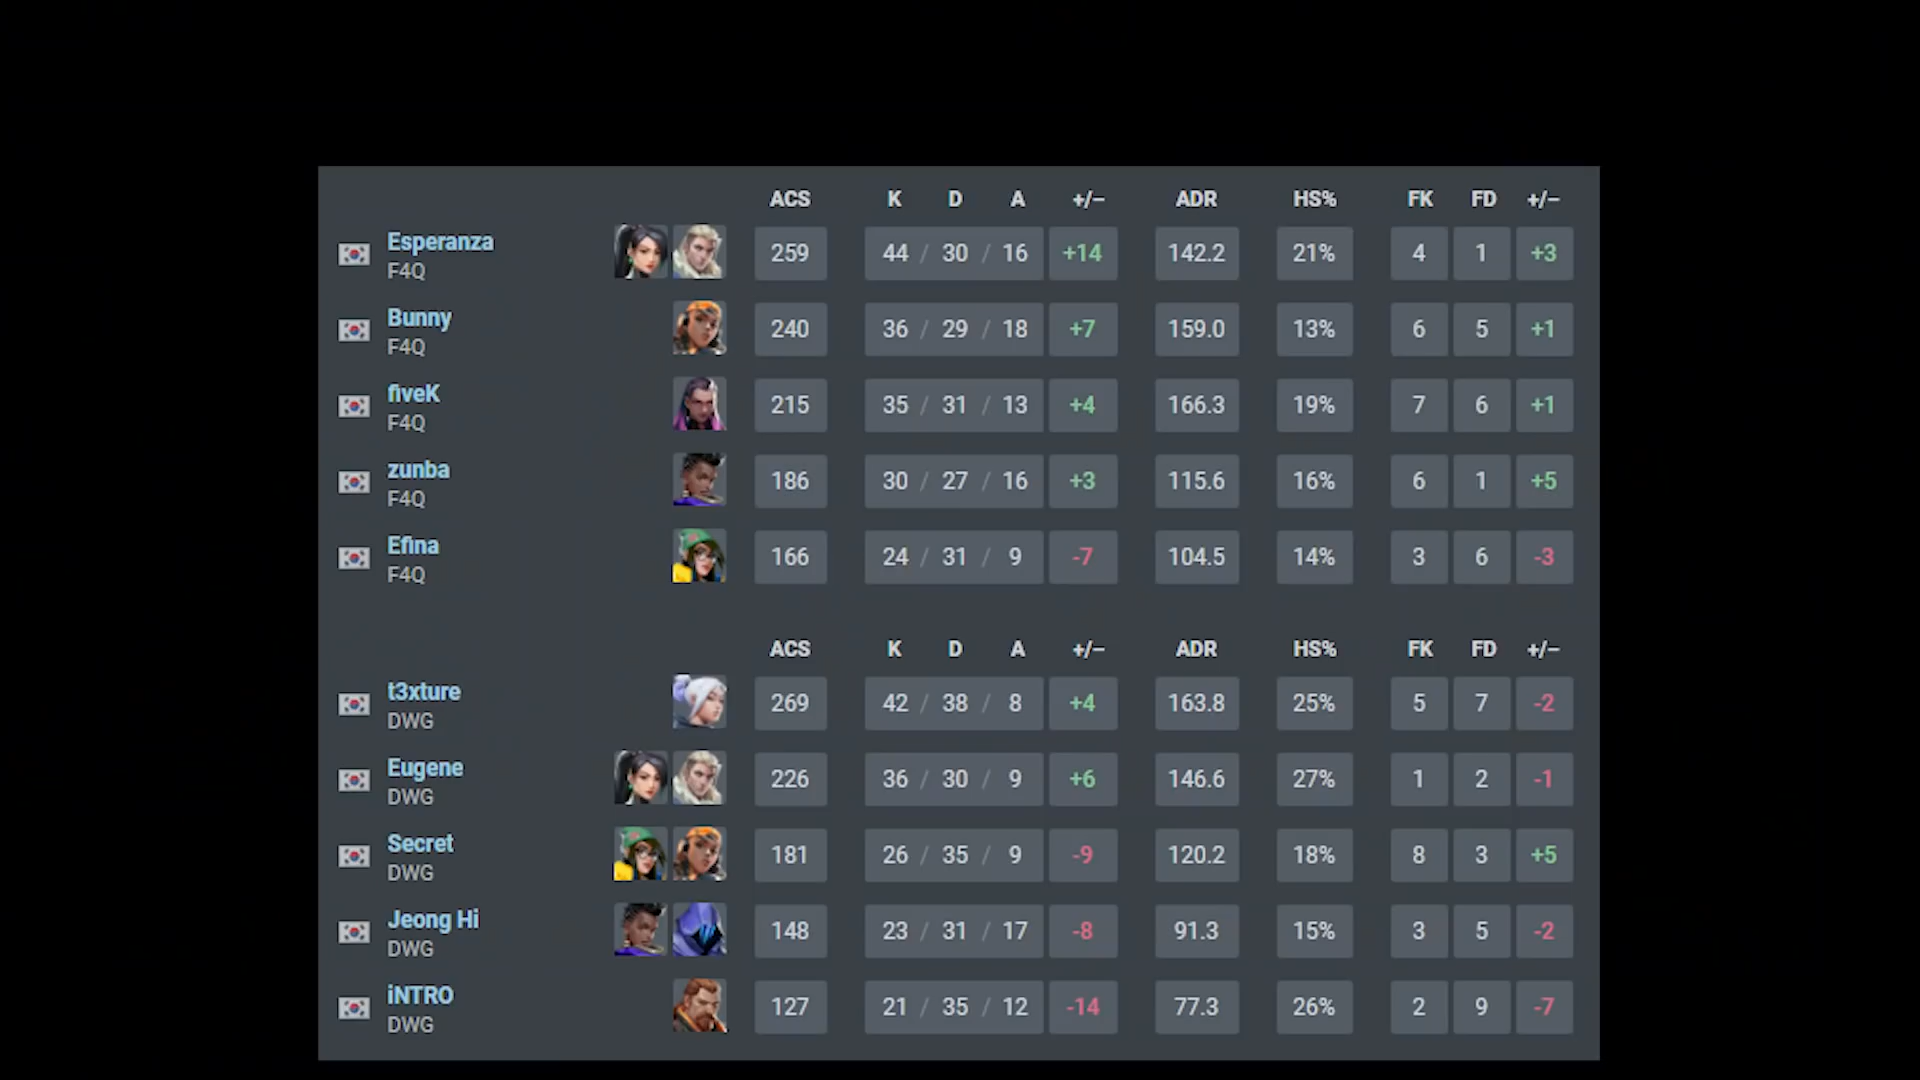 ACS K D A +/– ADR HS% FK FD +/–
Esperanza 259 44 / 30 / 16 +14 142.2 21% 4 1 +3
F4Q
Bunny 240 36 / 29 / 18 +7 159.0 13% 6 5 +1
F4Q
fiveK 215 35 / 31 / 13 +4 166.3 19% 7 6 +1
F4Q
zunba 186 30 / 27 / 16 +3 115.6 16% 6 1 +5
F4Q
Efina 166 24 / 31 / 9 -7 104.5 14% 3 6 -3
F4Q
ACS K D A +/– ADR HS% FK FD +/–
t3xture 269 42 / 38 / 8 +4 163.8 25% 5 7 -2
DWG
Eugene 226 36 / 30 / 9 +6 146.6 27% 1 2 -1
DWG
Secret 181 26 / 35 / 9 -9 120.2 18% 8 3 +5
DWG
Jeong Hi 148 23 / 31 / 17 -8 91.3 15% 3 5 -2
DWG
iNTRO 127 21 / 35 / 12 -14 77.3 26% 2 9 -7
DWG